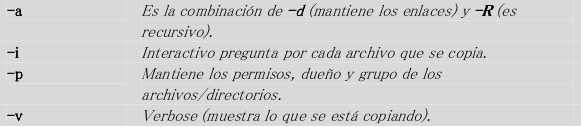 -a Es la combinación de -d (mantiene los enlaces) y -R (es
recursivo).
-i Interactivo pregunta por cada archivo que se copia.
-p Mantiene los permisos, dueño y grupo de los
archivos/directorios.
-v Verbose (muestra lo que se está copiando).